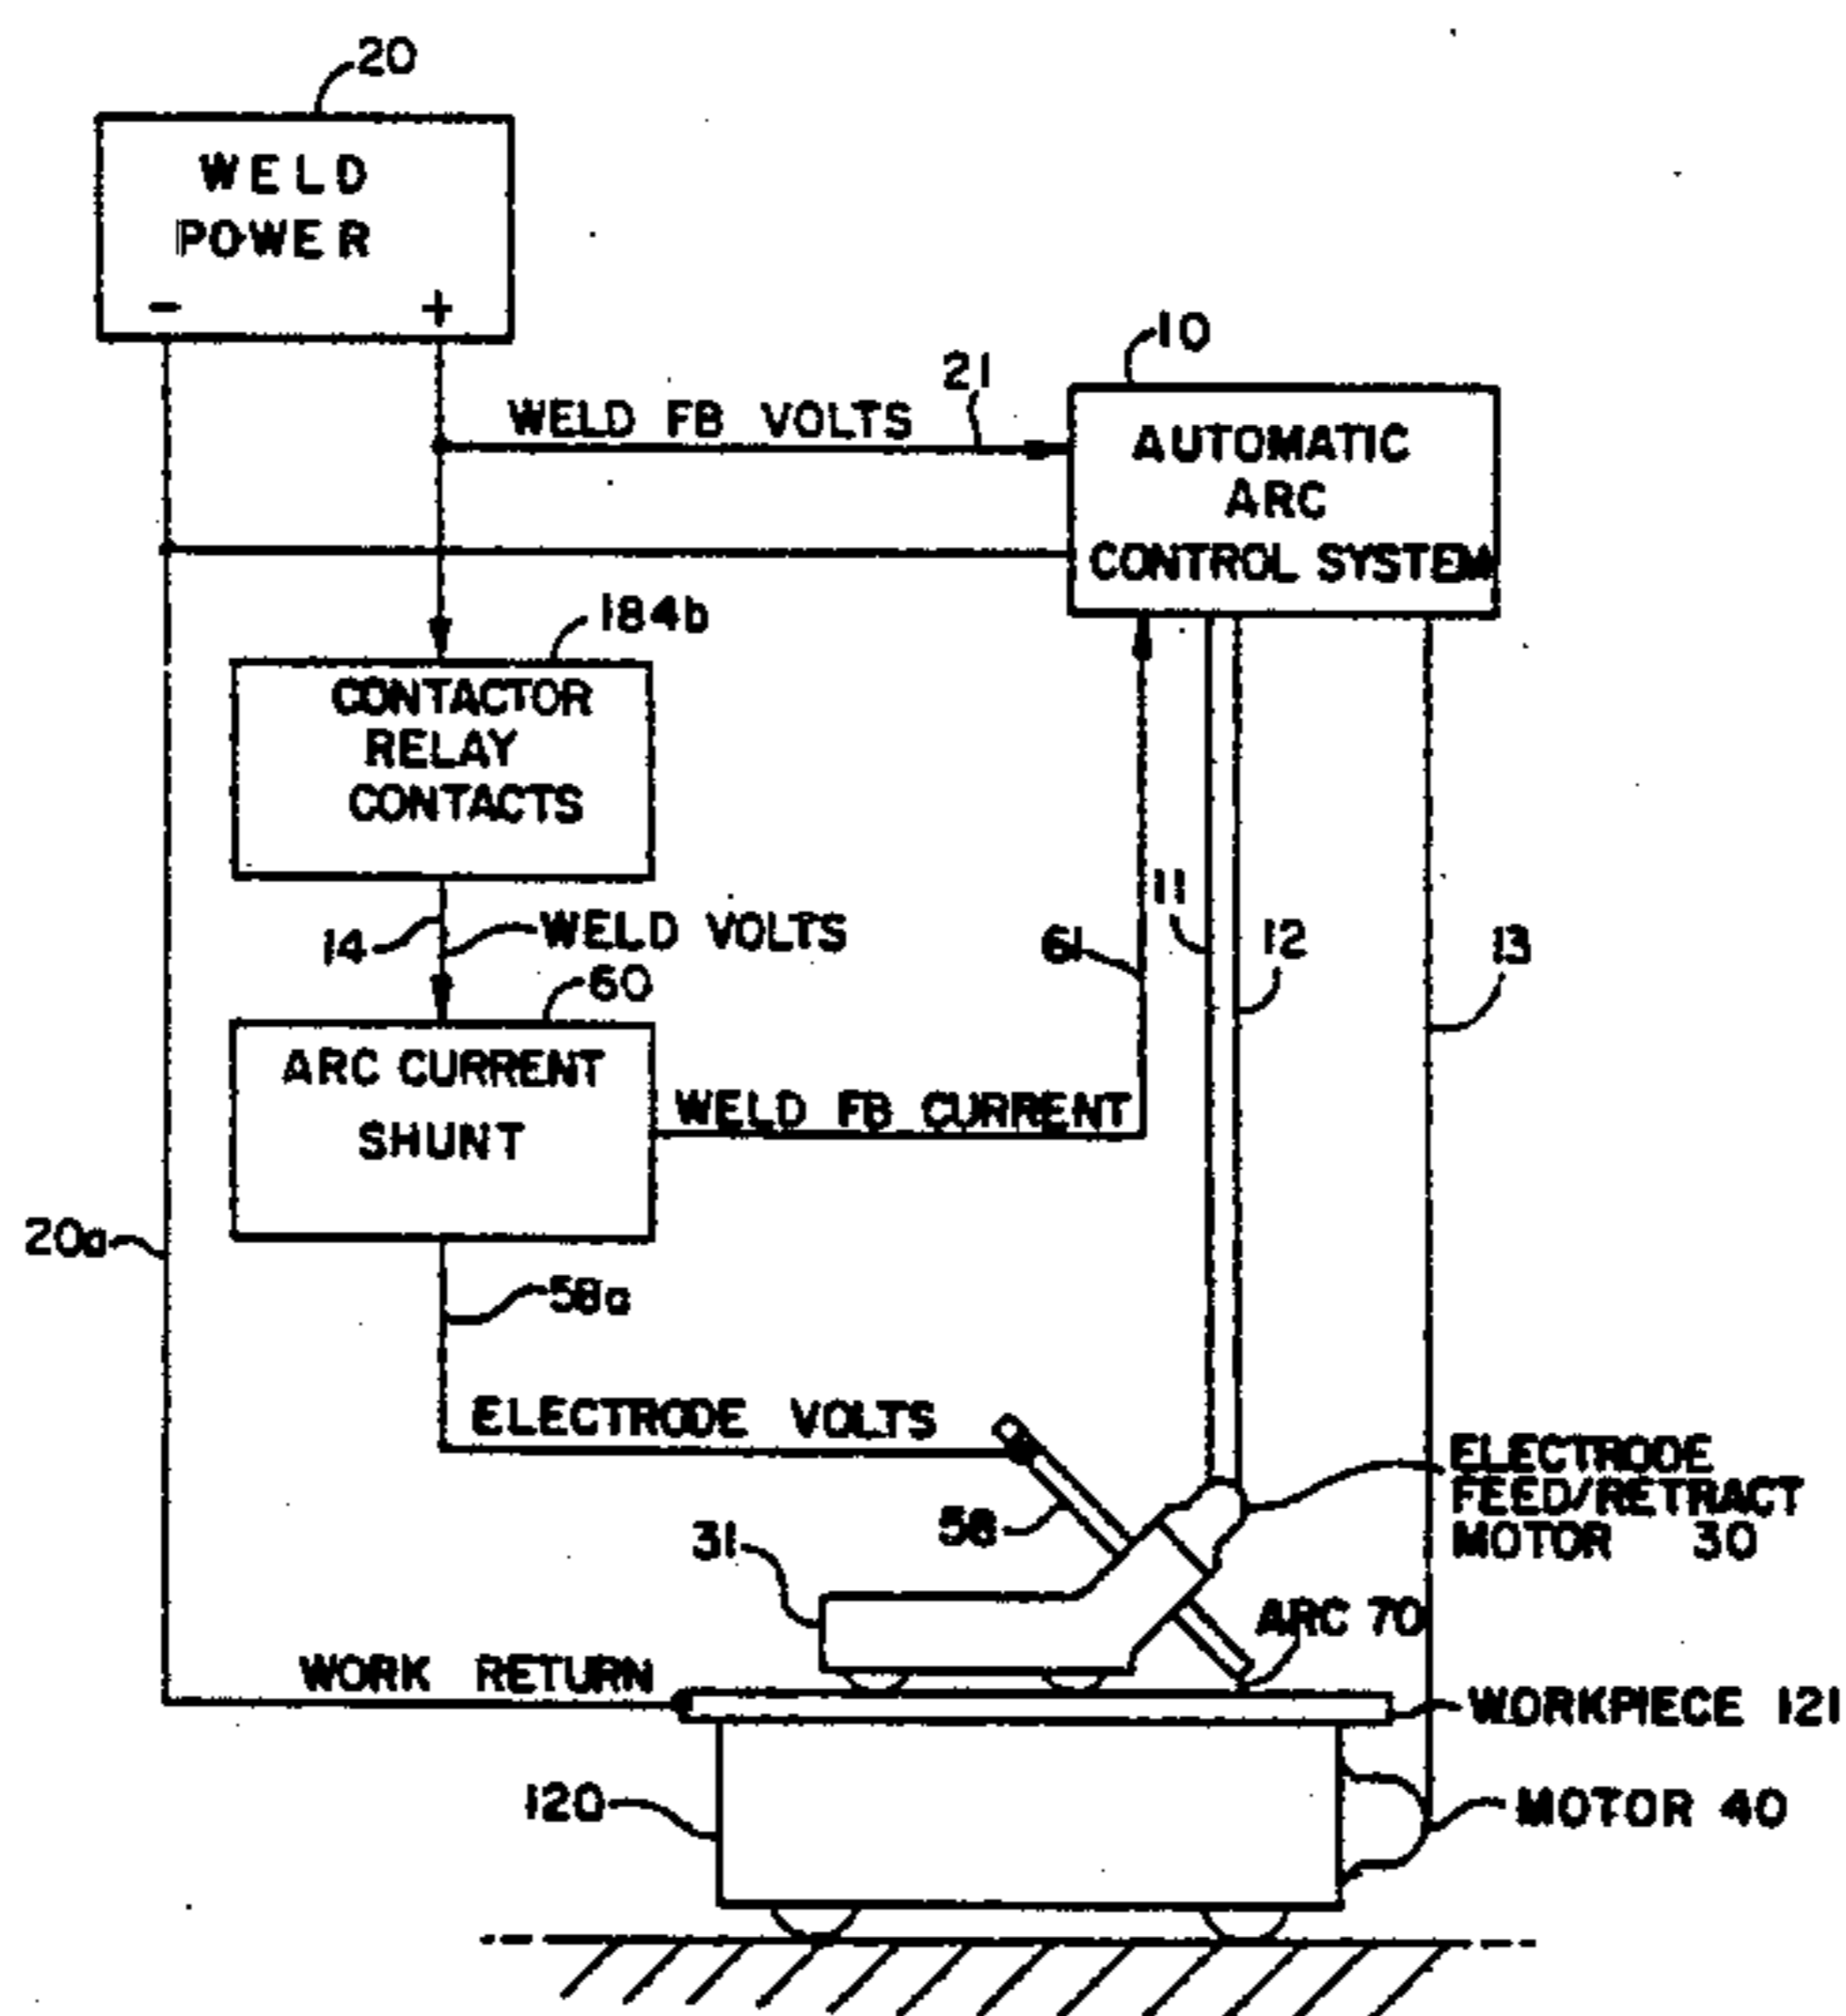 20
WELD
POWER
- +
10
21
WELD FB VOLTS
AUTOMATIC
ARC
CONTROL SYSTEM
184b
CONTACTOR
RELAY
CONTACTS
11
14
WELD VOLTS
61
12
13
60
ARC CURRENT
SHUNT
WELD FB CURRENT
20a
58a
ELECTRODE VOLTS
ELECTRODE
FEED/RETRACT
MOTOR 30
58
31
ARC 70
WORK RETURN
WORKPIECE 121
120
MOTOR 40